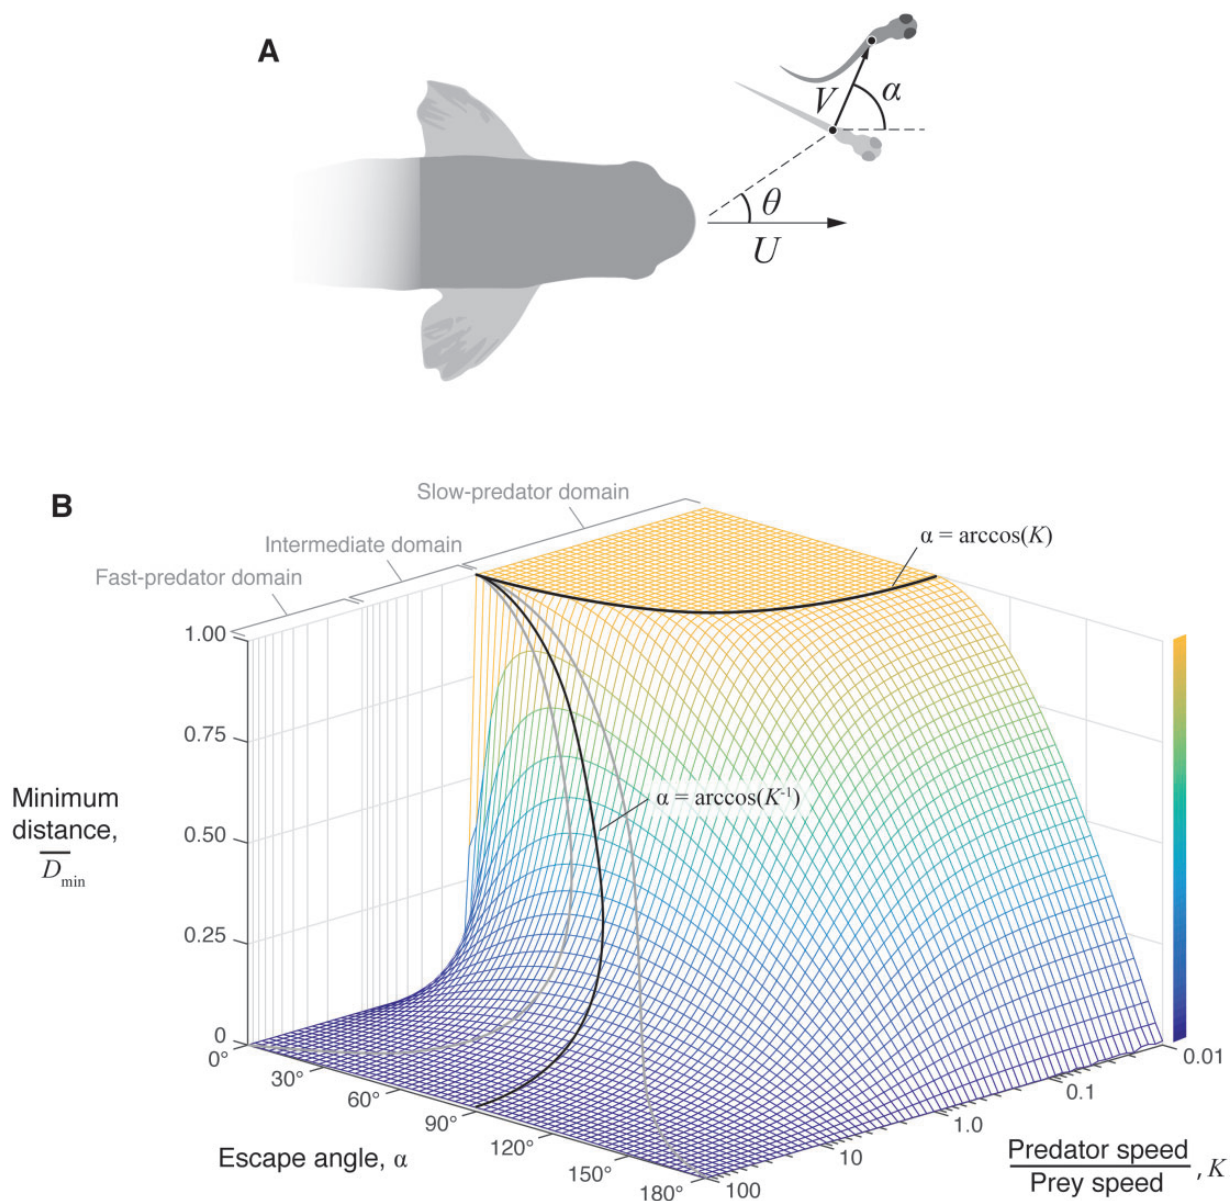 A
V
α
θ
U
B
Slow-predator domain
Intermediate domain
Fast-predator domain
α = arccos(K)
α = arccos(K⁻¹)
1.00
0.75
0.50
0.25
0
Minimum
distance,
D̅min
0°
30°
60°
90°
120°
150°
180°
Escape angle, α
100
10
1.0
0.1
0.01
Predator speed
Prey speed , K